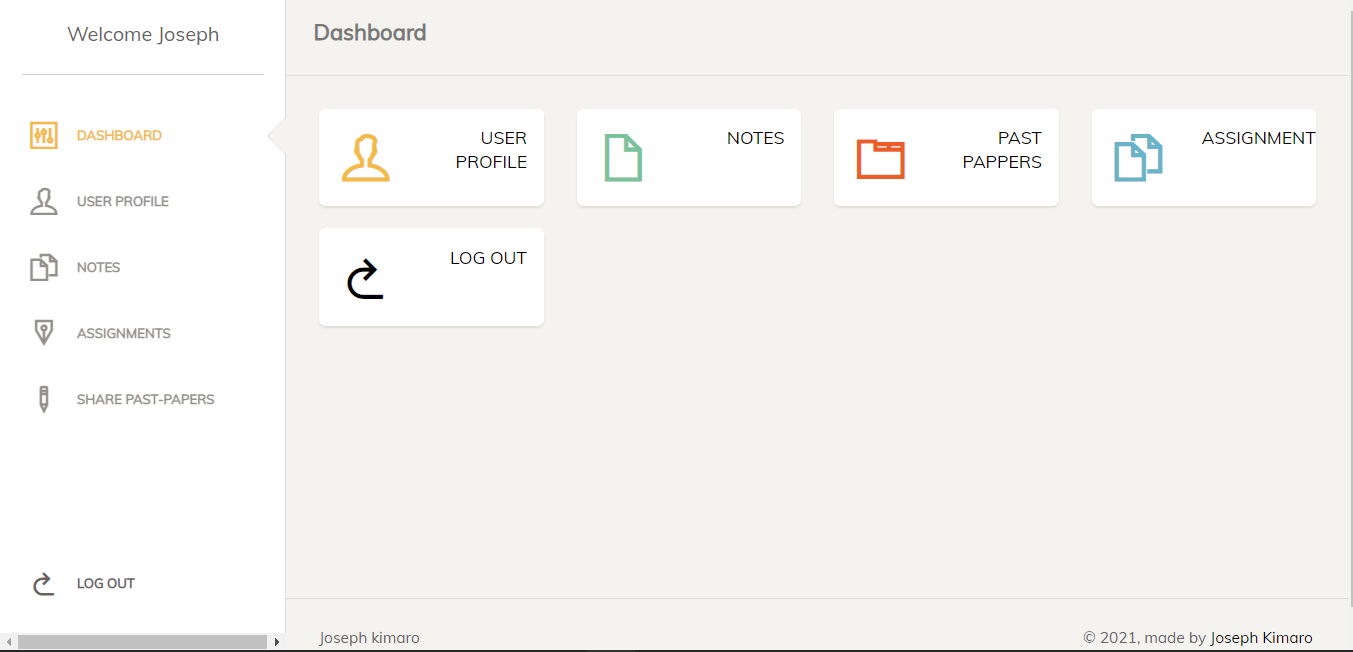 Welcome Joseph
DASHBOARD
USER PROFILE
NOTES
ASSIGNMENTS
SHARE PAST-PAPERS
LOG OUT
Dashboard
USER
PROFILE
NOTES
PAST
PAPPERS
ASSIGNMENT
LOG OUT
Joseph kimaro
© 2021, made by Joseph Kimaro